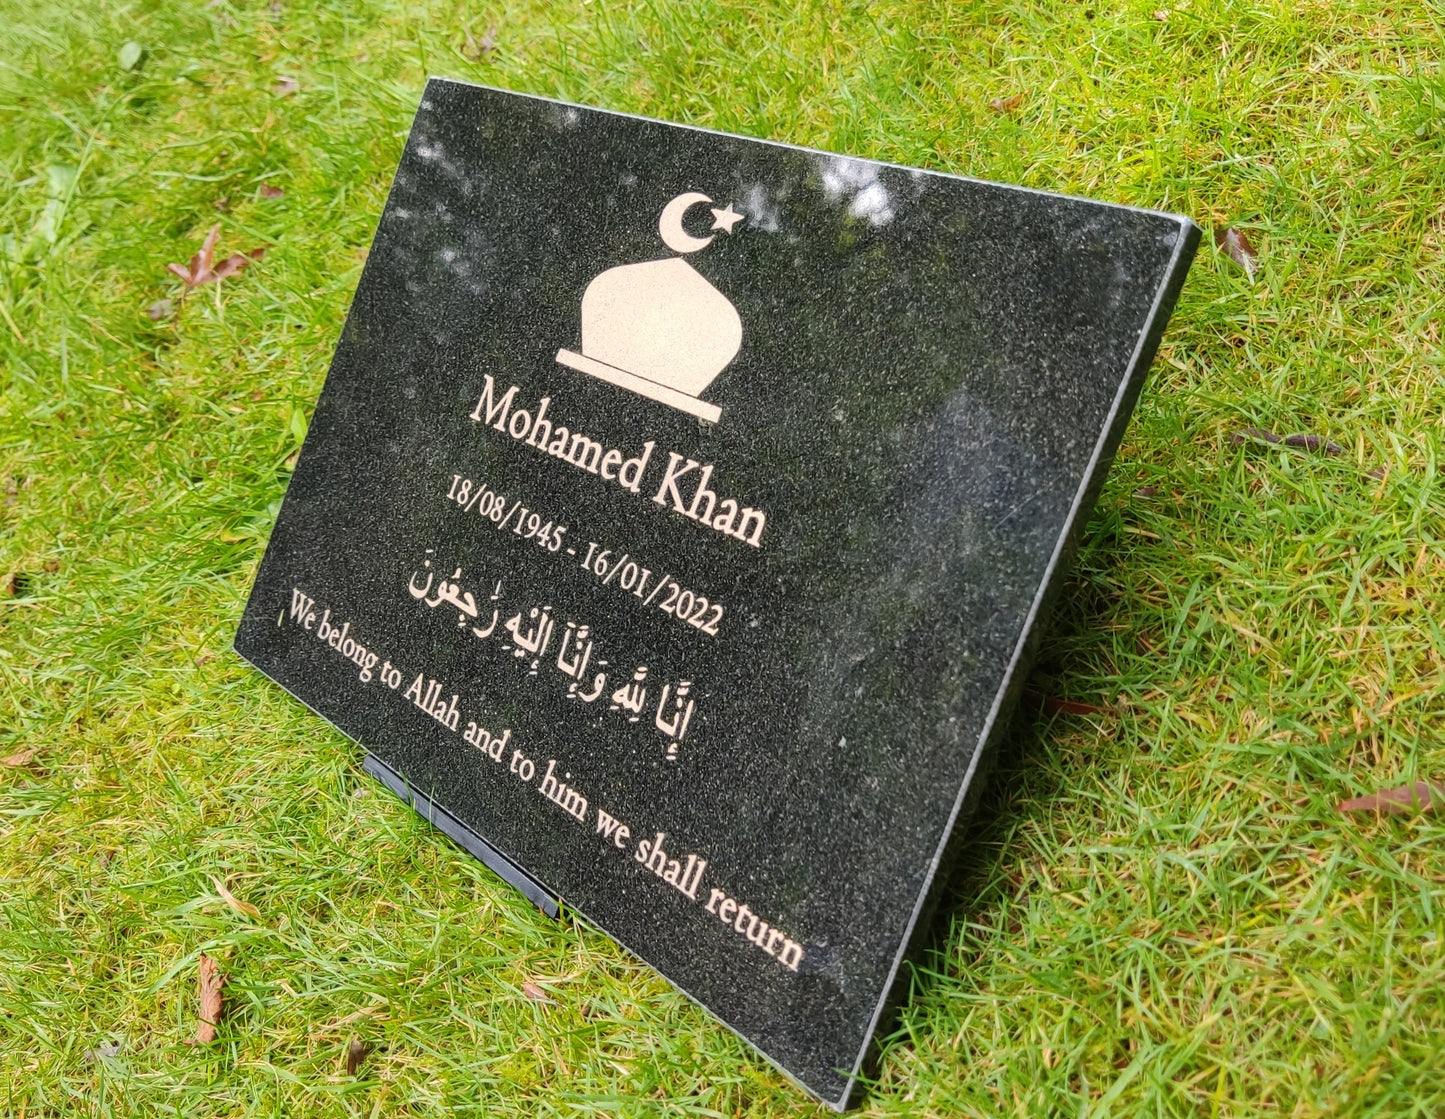 Mohamed Khan
18/08/1945 - 16/01/2022
إِنَّا لِلَّهِ وَإِنَّآ إِلَيْهِ رَٰجِعُونَ
We belong to Allah and to him we shall return